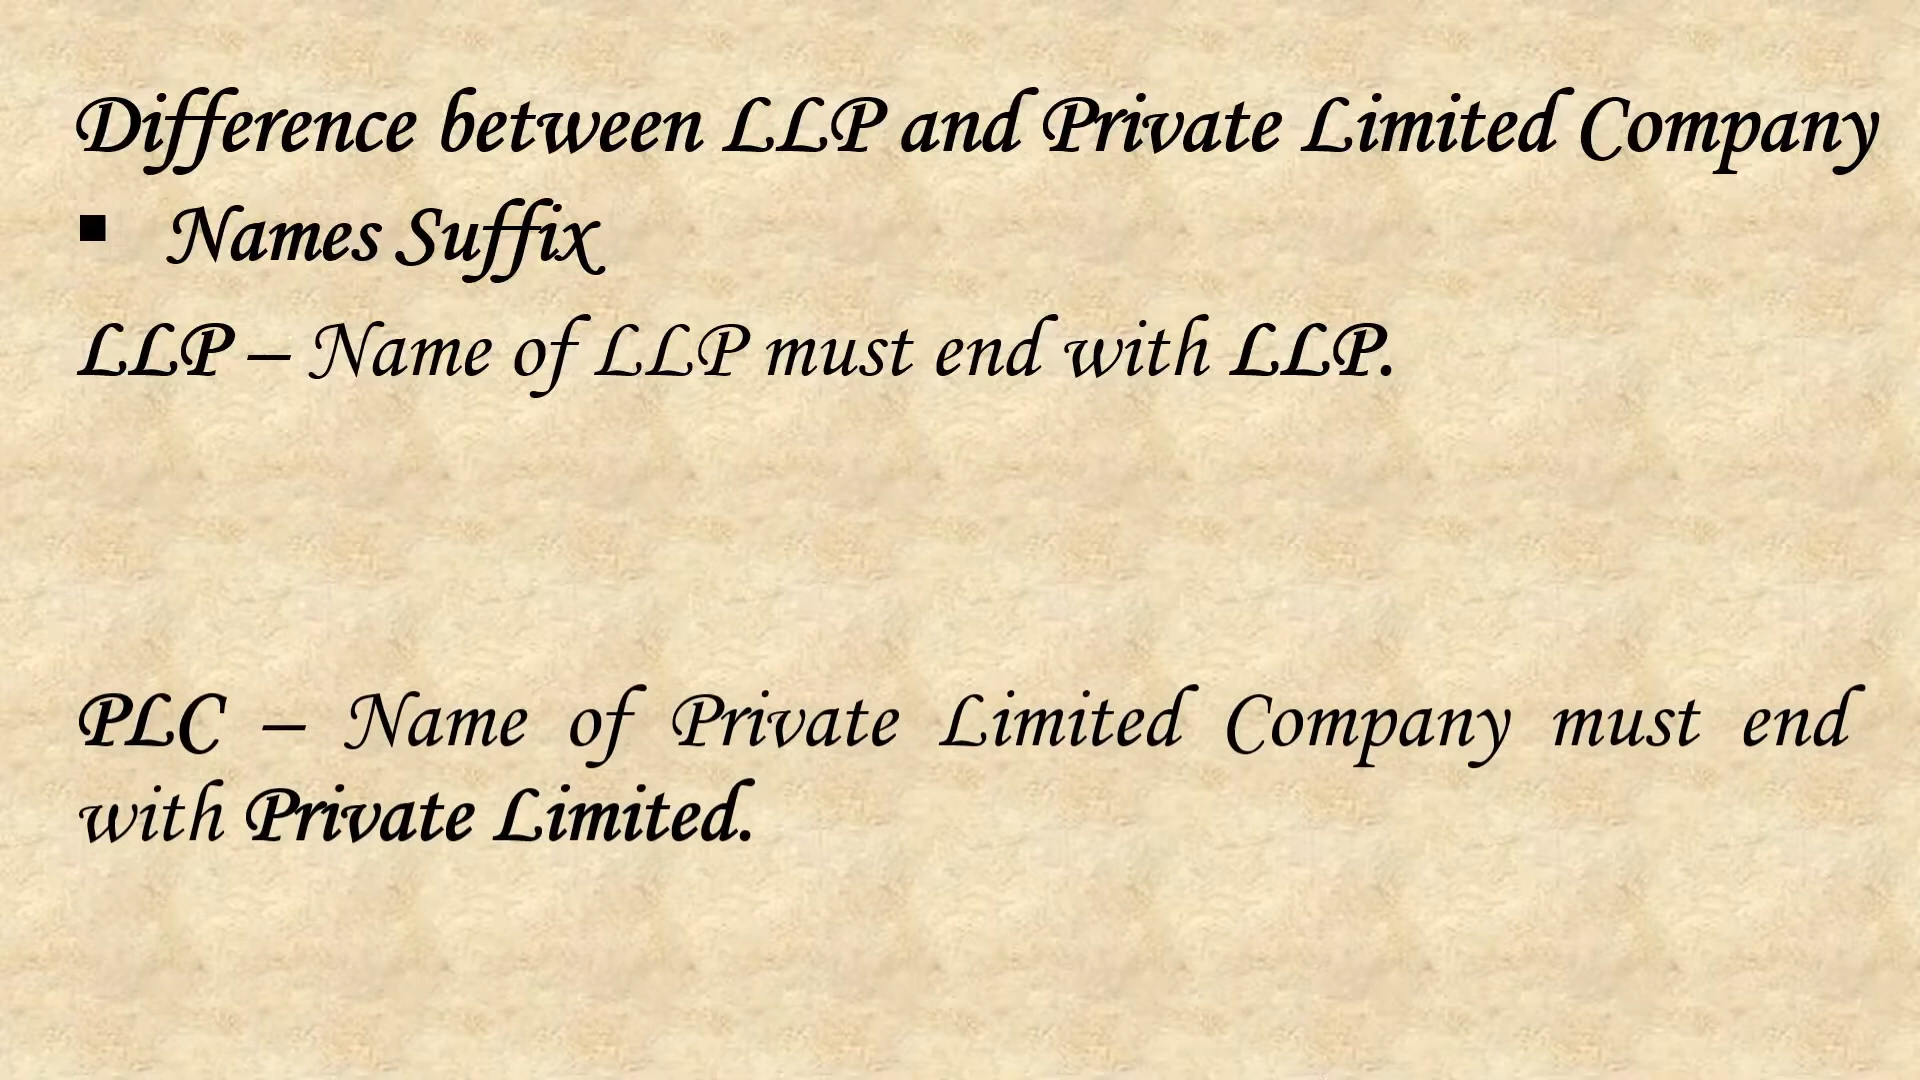 Difference between LLP and Private Limited Company
▪ Names Suffix
LLP – Name of LLP must end with LLP.
PLC – Name of Private Limited Company must end
with Private Limited.